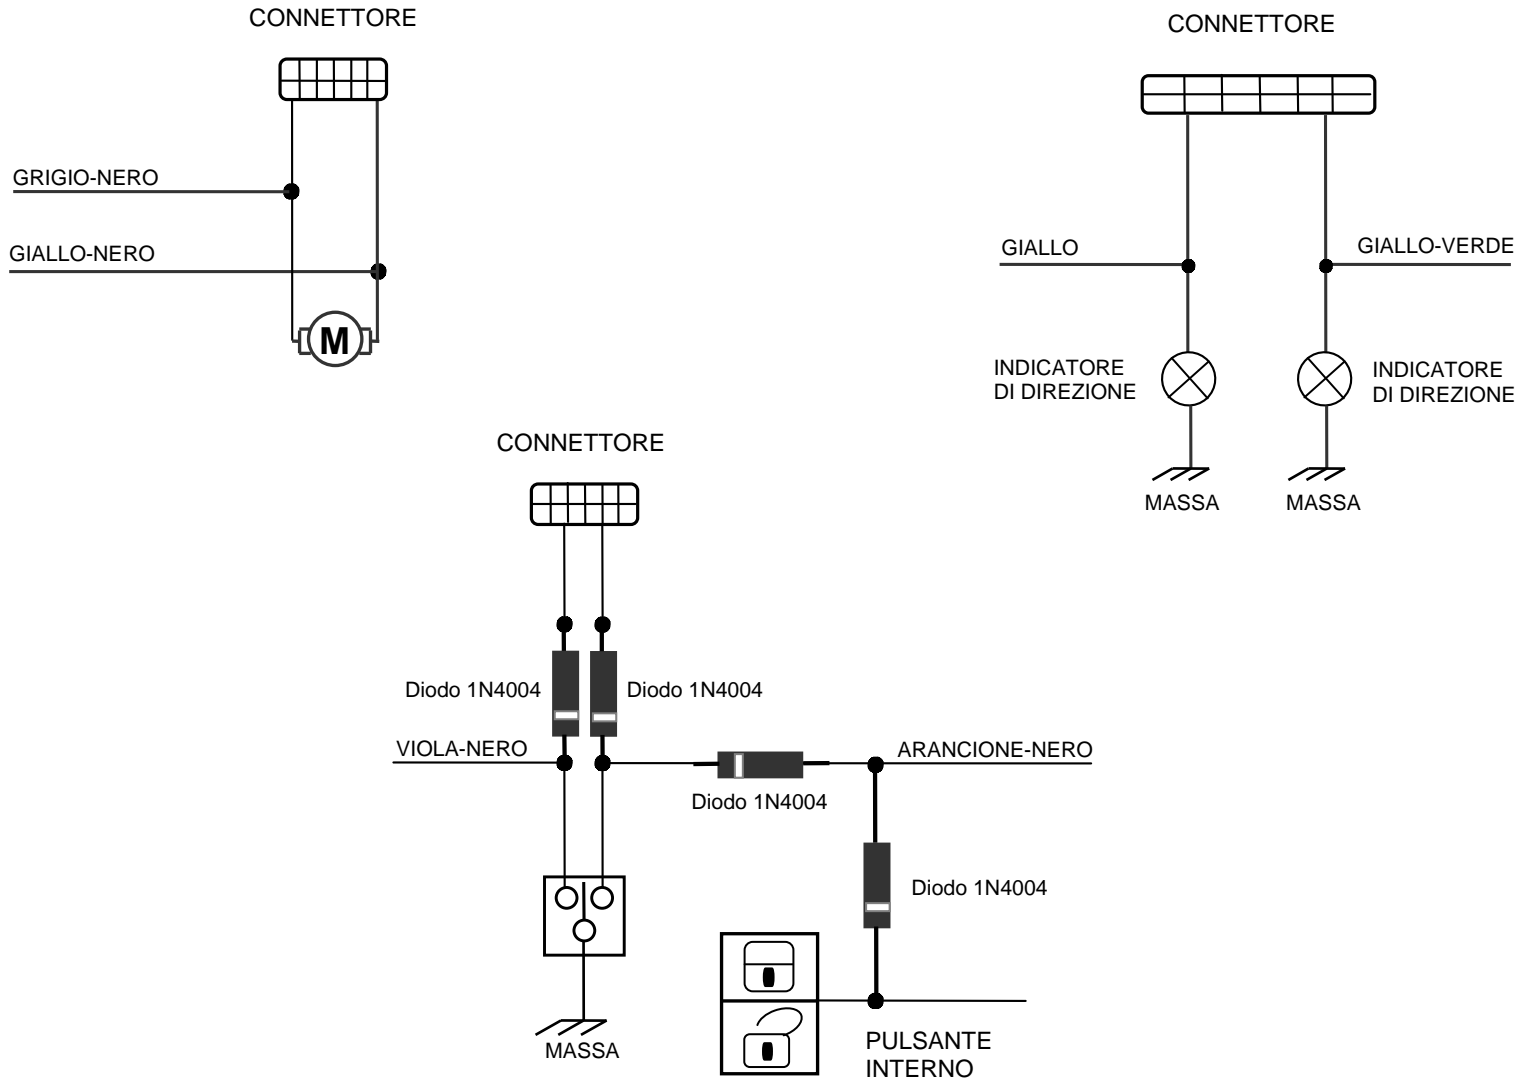 CONNETTORE
CONNETTORE
GRIGIO-NERO
GIALLO-NERO
M
GIALLO
GIALLO-VERDE
INDICATORE
DI DIREZIONE
INDICATORE
DI DIREZIONE
MASSA
MASSA
CONNETTORE
Diodo 1N4004
Diodo 1N4004
VIOLA-NERO
ARANCIONE-NERO
Diodo 1N4004
Diodo 1N4004
MASSA
PULSANTE
INTERNO